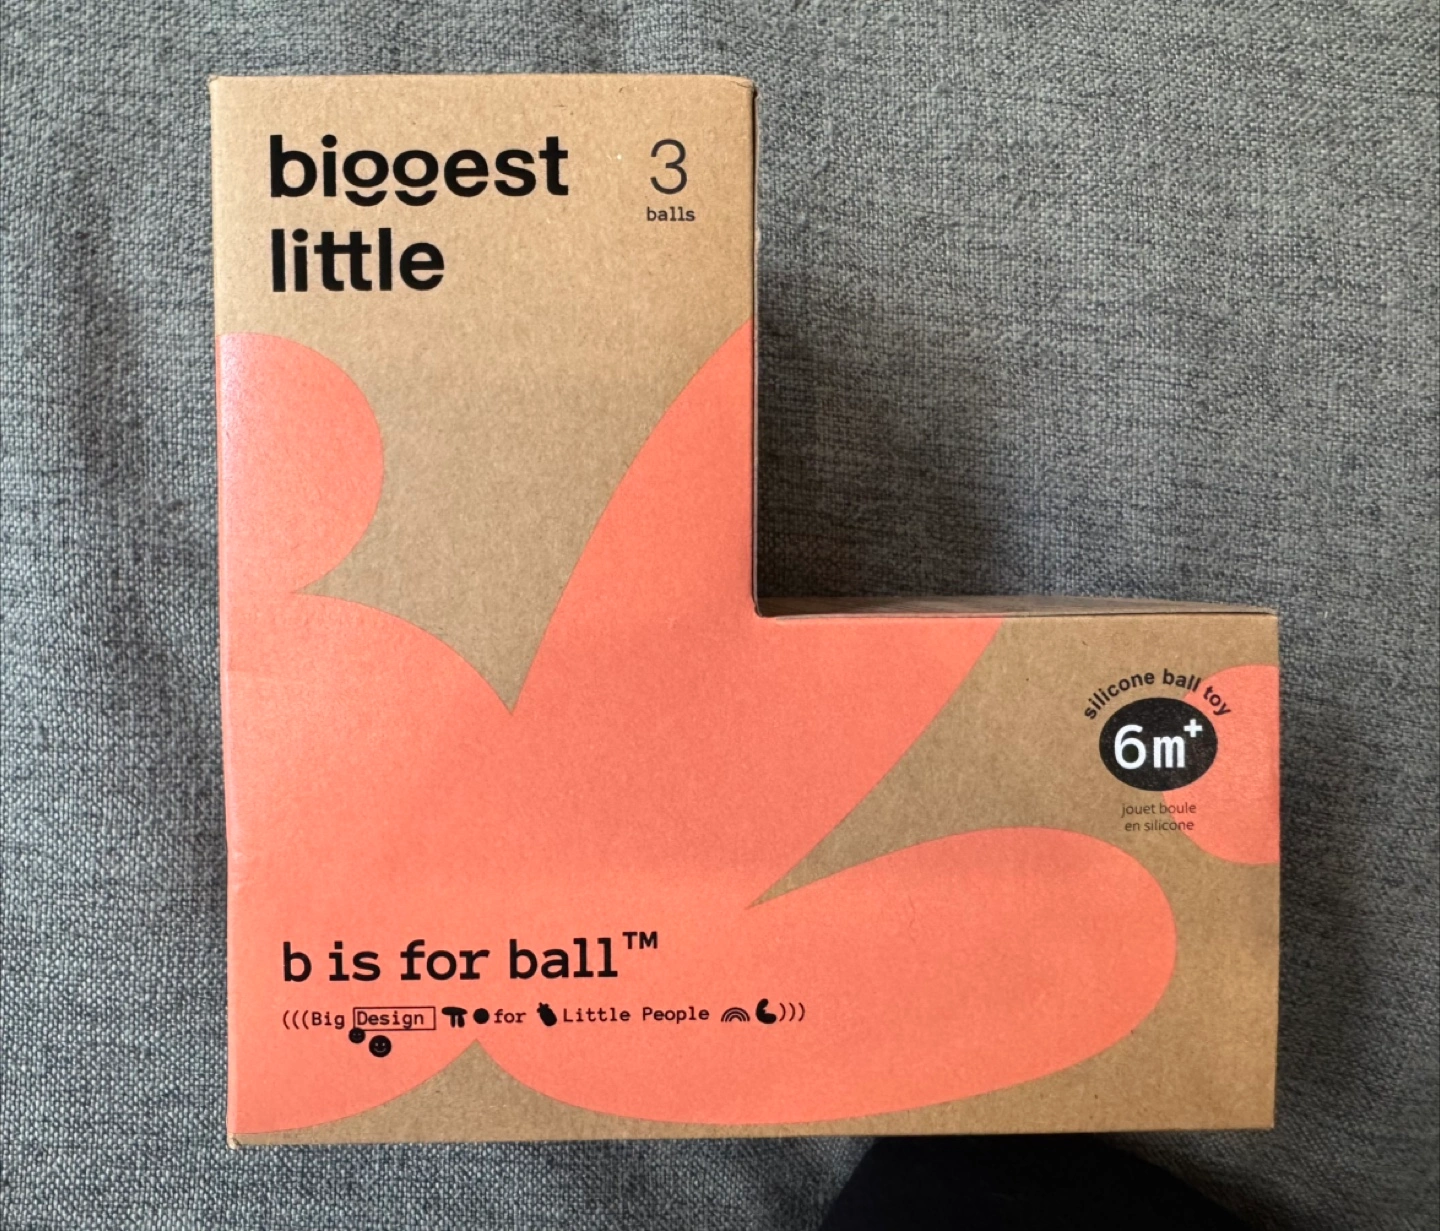 biggest
little
3
balls
silicone ball toy
6m+
jouet boule
en silicone
b is for ball™
(((Big Design for Little People)))